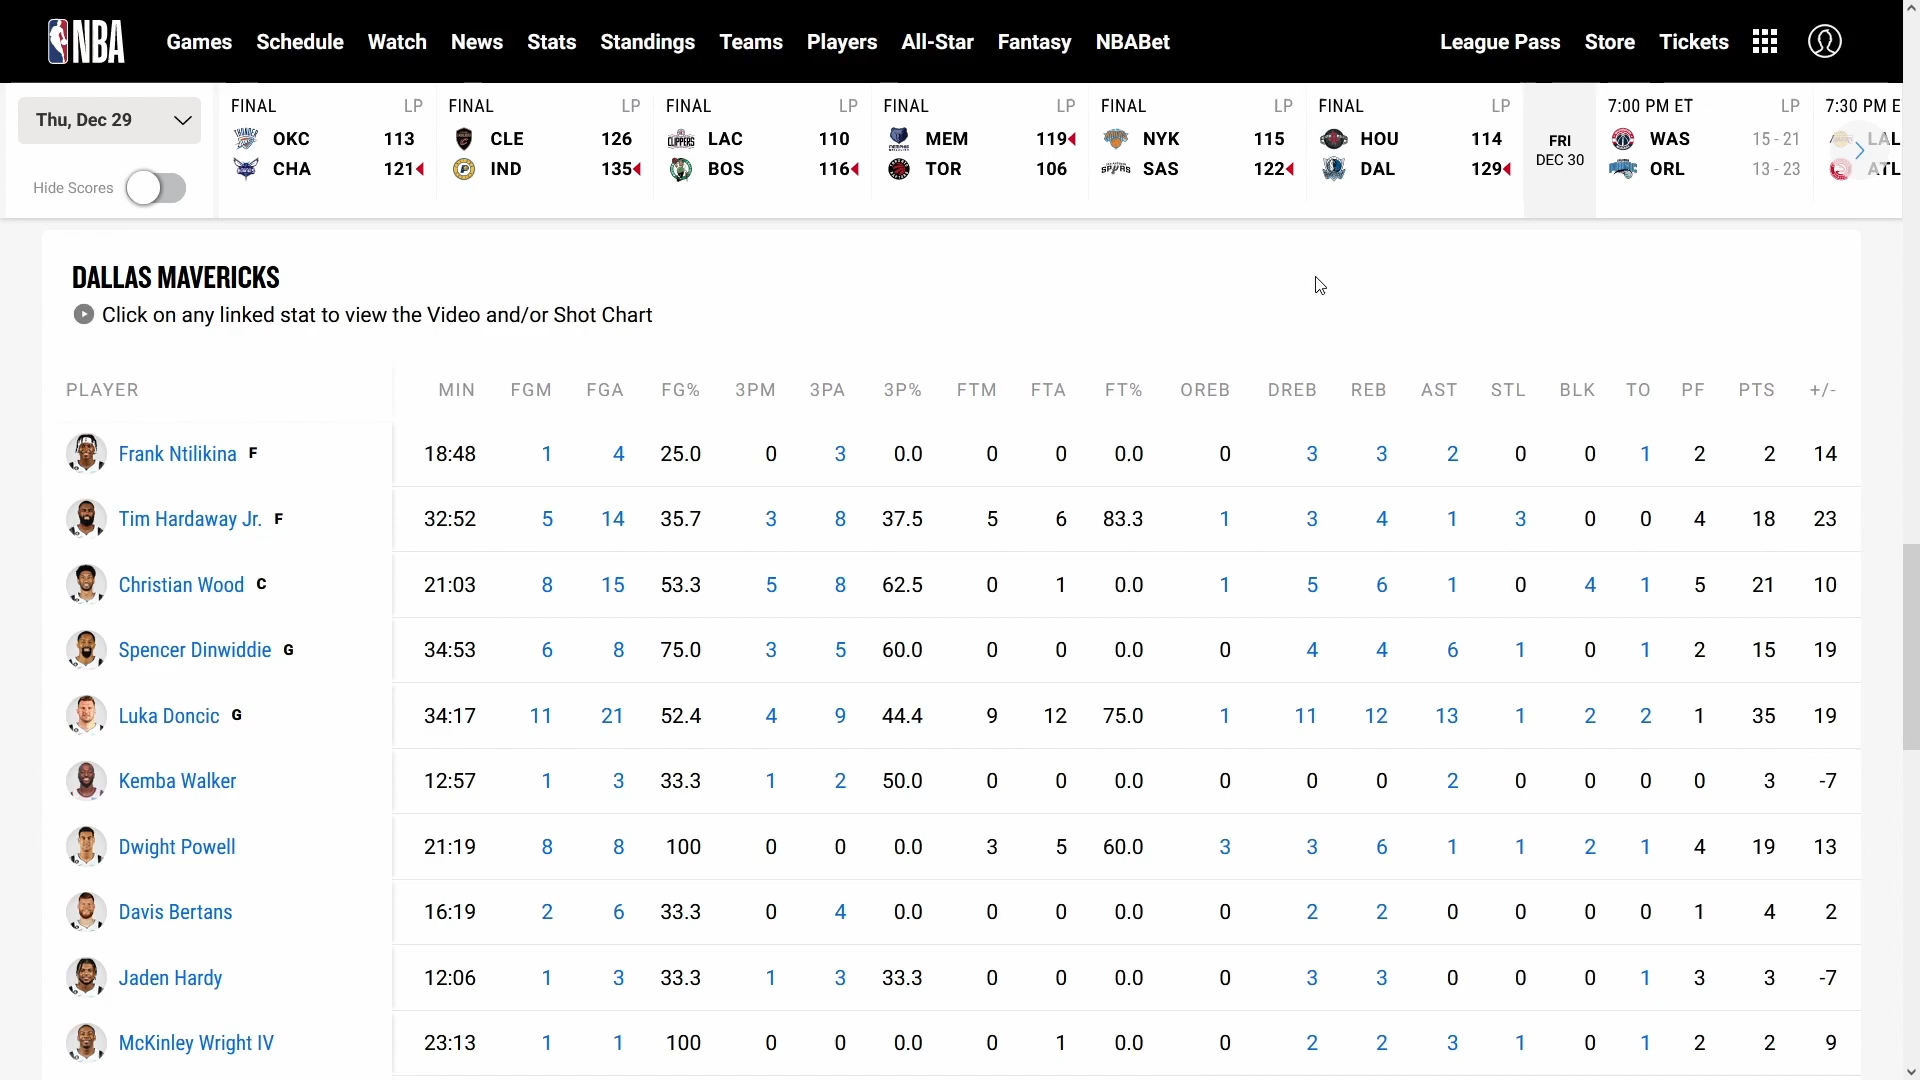 NBA Games Schedule Watch News Stats Standings Teams Players All-Star Fantasy NBABet League Pass Store Tickets
Thu, Dec 29
Hide Scores
FINAL LP
OKC 113
CHA 121
FINAL LP
CLE 126
IND 135
FINAL LP
LAC 110
BOS 116
FINAL LP
MEM 119
TOR 106
FINAL LP
NYK 115
SAS 122
FINAL LP
HOU 114
DAL 129
FRI
DEC 30
7:00 PM ET LP
WAS 15 - 21
ORL 13 - 23
7:30 PM E
LAL
ATL
DALLAS MAVERICKS
Click on any linked stat to view the Video and/or Shot Chart
PLAYER MIN FGM FGA FG% 3PM 3PA 3P% FTM FTA FT% OREB DREB REB AST STL BLK TO PF PTS +/-
Frank Ntilikina F 18:48 1 4 25.0 0 3 0.0 0 0 0.0 0 3 3 2 0 0 1 2 2 14
Tim Hardaway Jr. F 32:52 5 14 35.7 3 8 37.5 5 6 83.3 1 3 4 1 3 0 0 4 18 23
Christian Wood C 21:03 8 15 53.3 5 8 62.5 0 1 0.0 1 5 6 1 0 4 1 5 21 10
Spencer Dinwiddie G 34:53 6 8 75.0 3 5 60.0 0 0 0.0 0 4 4 6 1 0 1 2 15 19
Luka Doncic G 34:17 11 21 52.4 4 9 44.4 9 12 75.0 1 11 12 13 1 2 2 1 35 19
Kemba Walker 12:57 1 3 33.3 1 2 50.0 0 0 0.0 0 0 0 2 0 0 0 0 3 -7
Dwight Powell 21:19 8 8 100 0 0 0.0 3 5 60.0 3 3 6 1 1 2 1 4 19 13
Davis Bertans 16:19 2 6 33.3 0 4 0.0 0 0 0.0 0 2 2 0 0 0 0 1 4 2
Jaden Hardy 12:06 1 3 33.3 1 3 33.3 0 0 0.0 0 3 3 0 0 0 1 3 3 -7
McKinley Wright IV 23:13 1 1 100 0 0 0.0 0 1 0.0 0 2 2 3 1 0 1 2 2 9